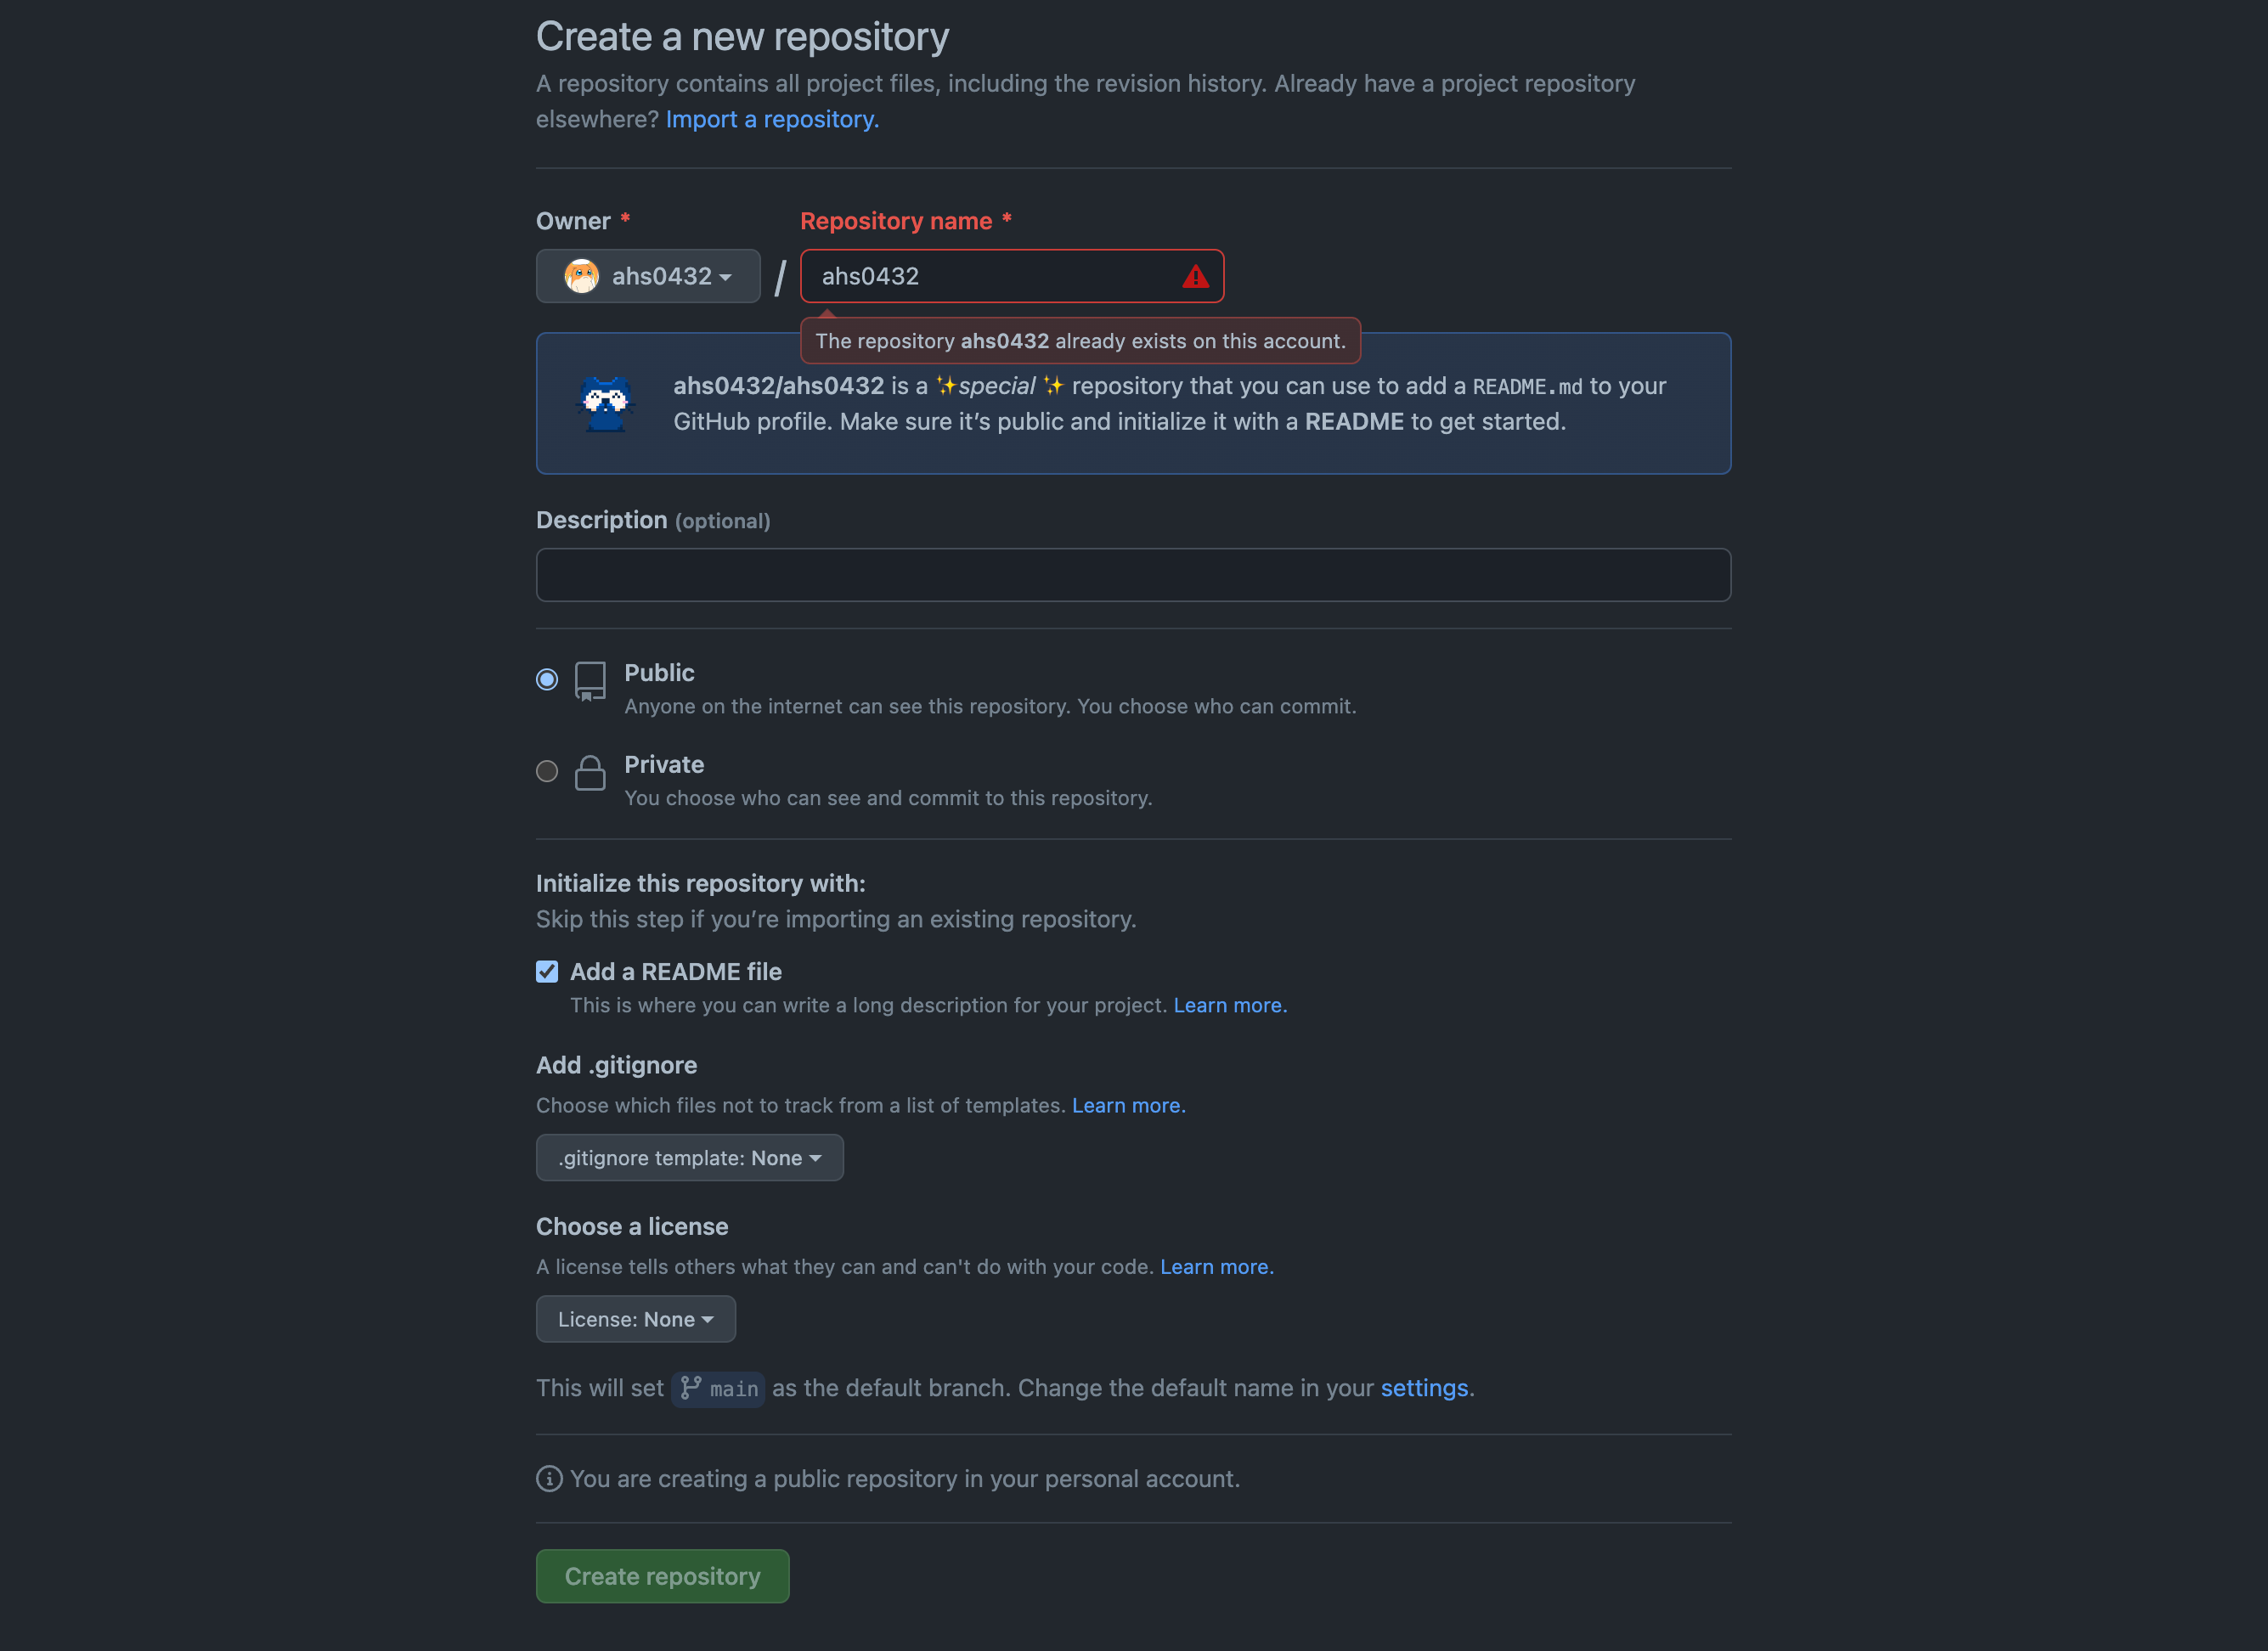 Create a new repository
A repository contains all project files, including the revision history. Already have a project repository
elsewhere? Import a repository.
Owner *
Repository name *
ahs0432 / ahs0432
The repository ahs0432 already exists on this account.
ahs0432/ahs0432 is a ✨special ✨ repository that you can use to add a README.md to your
GitHub profile. Make sure it’s public and initialize it with a README to get started.
Description (optional)
Public
Anyone on the internet can see this repository. You choose who can commit.
Private
You choose who can see and commit to this repository.
Initialize this repository with:
Skip this step if you’re importing an existing repository.
Add a README file
This is where you can write a long description for your project. Learn more.
Add .gitignore
Choose which files not to track from a list of templates. Learn more.
.gitignore template: None
Choose a license
A license tells others what they can and can't do with your code. Learn more.
License: None
This will set main as the default branch. Change the default name in your settings.
You are creating a public repository in your personal account.
Create repository